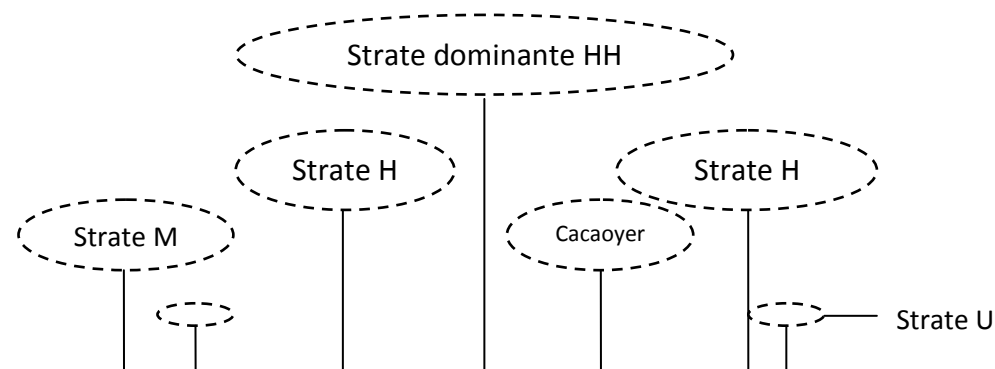 Strate dominante HH
Strate H
Strate H
Strate M
Cacaoyer
Strate U